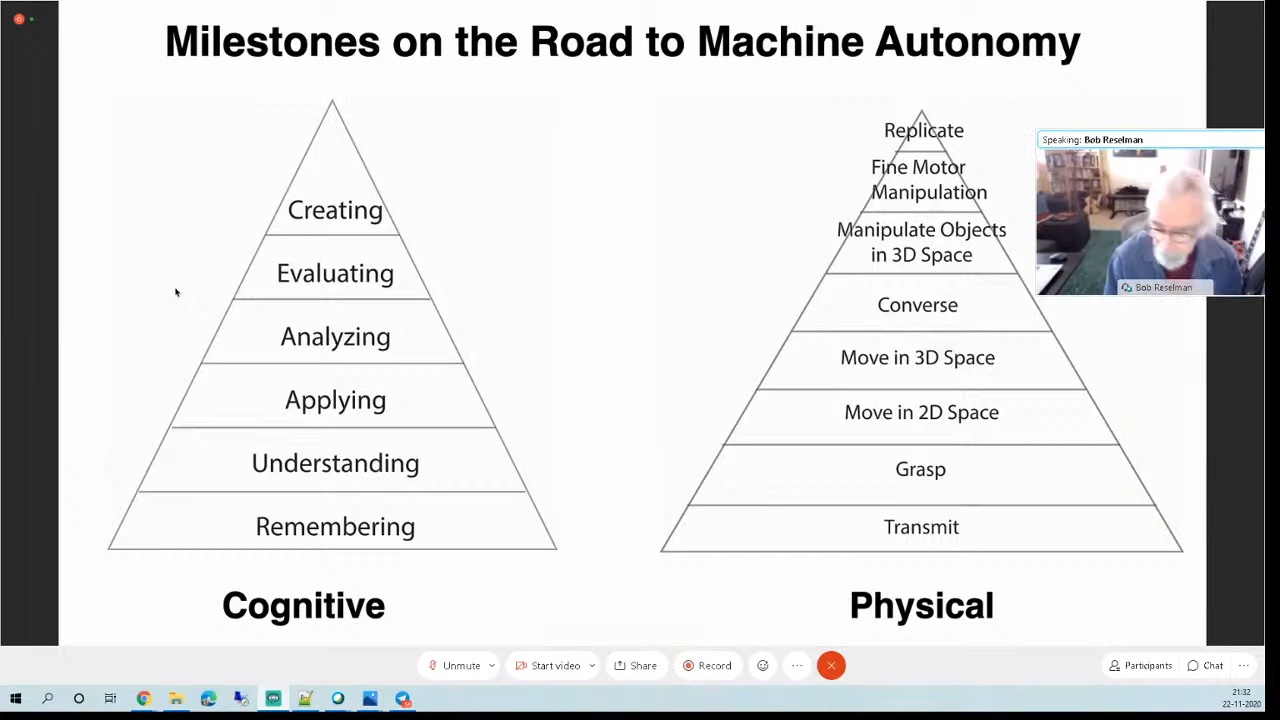 Milestones on the Road to Machine Autonomy
Creating
Evaluating
Analyzing
Applying
Understanding
Remembering
Cognitive
Replicate
Fine Motor
Manipulation
Manipulate Objects
in 3D Space
Converse
Move in 3D Space
Move in 2D Space
Grasp
Transmit
Physical
Speaking: Bob Reselman
Bob Reselman
Unmute
Start video
Share
Record
Participants
Chat
21:32
22-11-2020